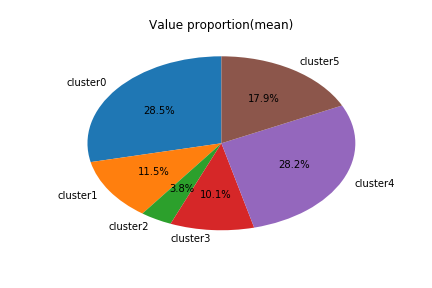 Value proportion(mean)
cluster5
cluster0
17.9%
28.5%
28.2%
11.5%
cluster4
3.8%
10.1%
cluster1
cluster2
cluster3